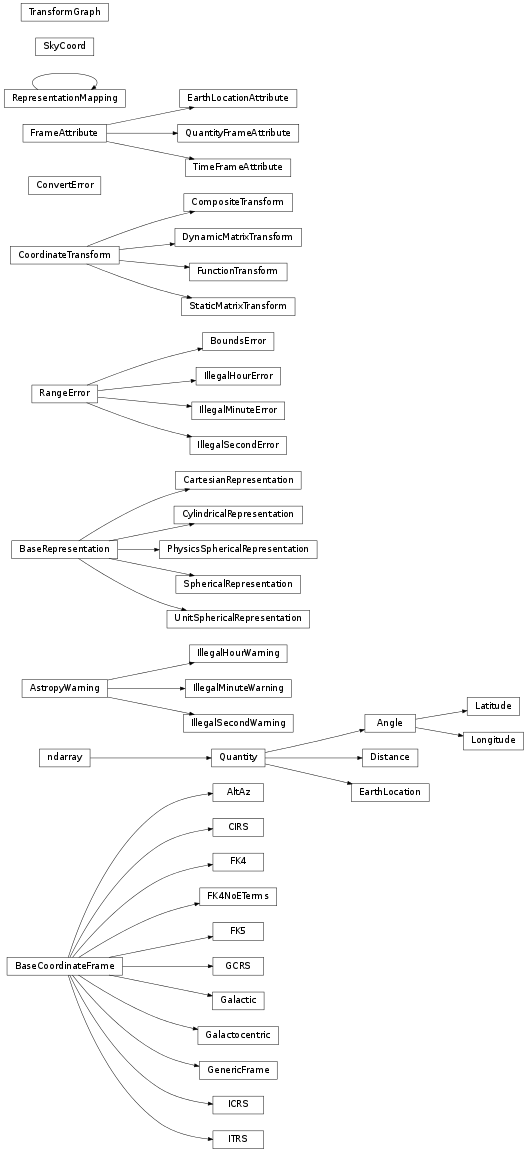 TransformGraph
SkyCoord
RepresentationMapping
EarthLocationAttribute
FrameAttribute
QuantityFrameAttribute
TimeFrameAttribute
ConvertError
CompositeTransform
DynamicMatrixTransform
CoordinateTransform
FunctionTransform
StaticMatrixTransform
BoundsError
IllegalHourError
RangeError
IllegalMinuteError
IllegalSecondError
CartesianRepresentation
CylindricalRepresentation
BaseRepresentation
PhysicsSphericalRepresentation
SphericalRepresentation
UnitSphericalRepresentation
IllegalHourWarning
AstropyWarning
IllegalMinuteWarning
IllegalSecondWarning
Latitude
Angle
Longitude
ndarray
Quantity
Distance
EarthLocation
AltAz
CIRS
FK4
FK4NoETerms
FK5
BaseCoordinateFrame
GCRS
Galactic
Galactocentric
GenericFrame
ICRS
ITRS